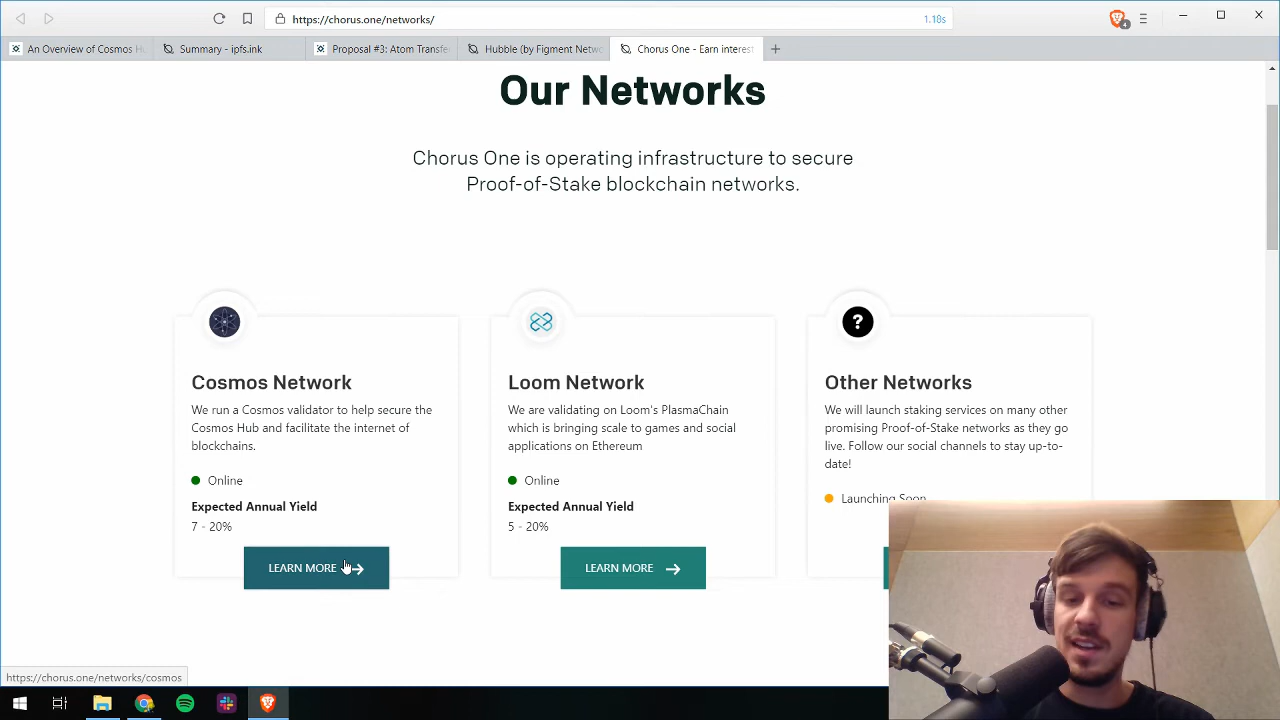 https://chorus.one/networks/
1.18s
4
An Overview of Cosmos Hu
Summary - ipfs.ink
Proposal #3: Atom Transfe
Hubble (by Figment Netwo
Chorus One - Earn interest
Our Networks
Chorus One is operating infrastructure to secure
Proof-of-Stake blockchain networks.
?
Cosmos Network
We run a Cosmos validator to help secure the
Cosmos Hub and facilitate the internet of
blockchains.
Online
Expected Annual Yield
7 - 20%
LEARN MORE
Loom Network
We are validating on Loom's PlasmaChain
which is bringing scale to games and social
applications on Ethereum
Online
Expected Annual Yield
5 - 20%
LEARN MORE
Other Networks
We will launch staking services on many other
promising Proof-of-Stake networks as they go
live. Follow our social channels to stay up-to-
date!
Launching Soon
https://chorus.one/networks/cosmos